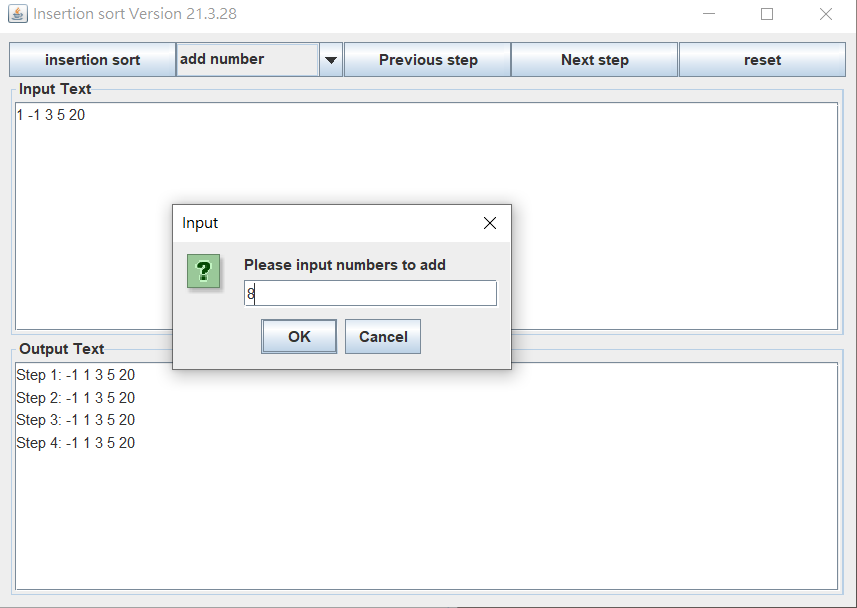 Insertion sort Version 21.3.28
insertion sort
add number
Previous step
Next step
reset
Input Text
1 -1 3 5 20
Input
?
Please input numbers to add
8
OK
Cancel
Output Text
Step 1: -1 1 3 5 20
Step 2: -1 1 3 5 20
Step 3: -1 1 3 5 20
Step 4: -1 1 3 5 20